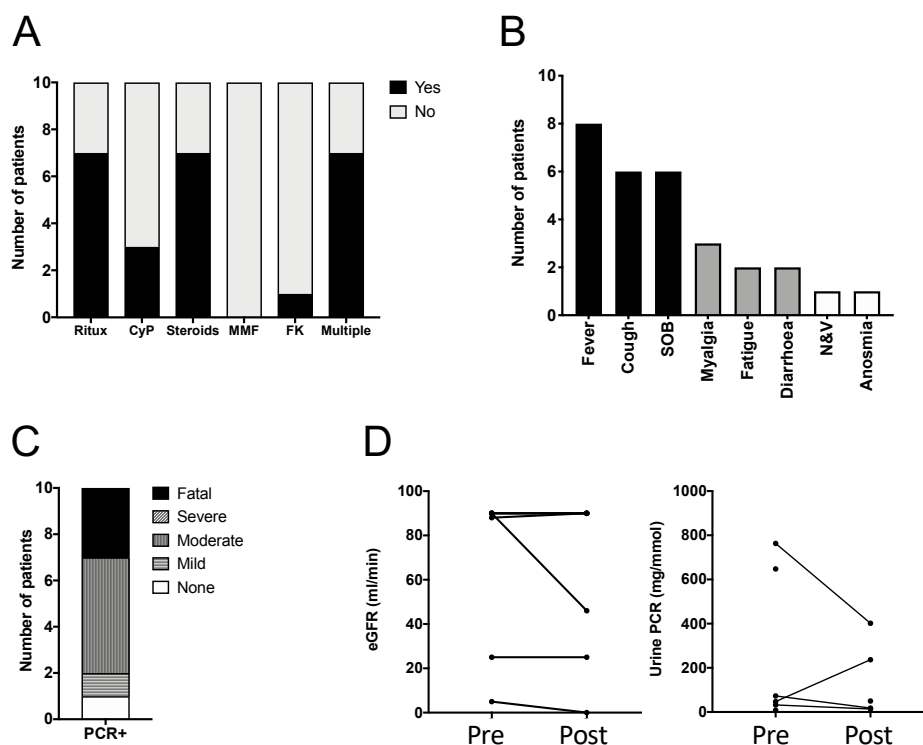 A
Number of patients
10
8
6
4
2
0
Ritux CyP Steroids MMF FK Multiple
Yes
No
B
Number of patients
10
8
6
4
2
0
Fever
Cough
SOB
Myalgia
Fatigue
Diarrhoea
N&V
Anosmia
C
Number of patients
10
8
6
4
2
0
PCR+
Fatal
Severe
Moderate
Mild
None
D
eGFR (ml/min)
100
80
60
40
20
0
Pre Post
Urine PCR (mg/mmol)
1000
800
600
400
200
0
Pre Post